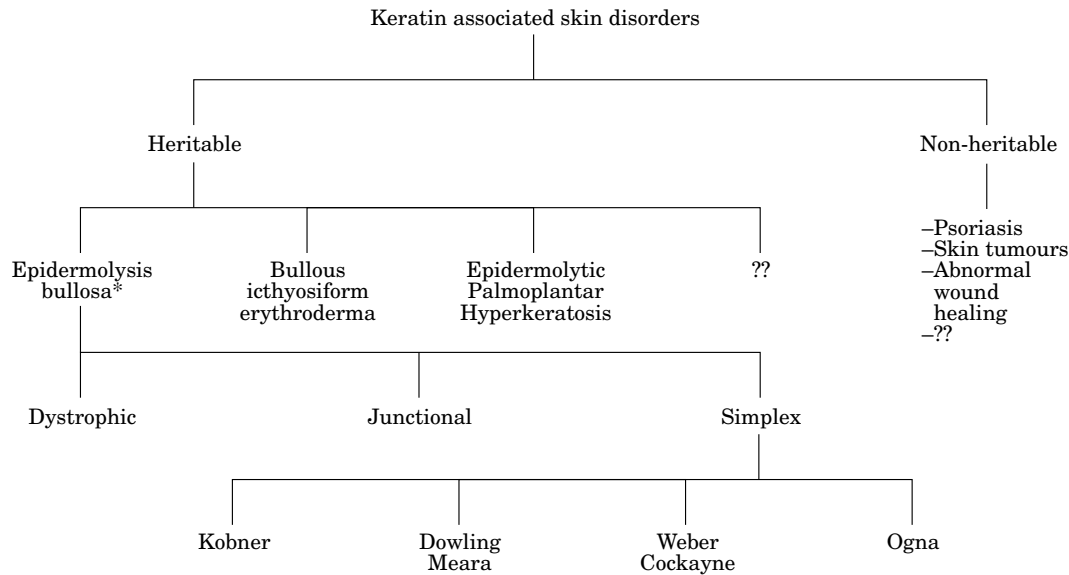 Keratin associated skin disorders
Heritable
Non-heritable
Epidermolysis
bullosa*
Bullous
icthyosiform
erythroderma
Epidermolytic
Palmoplantar
Hyperkeratosis
??
–Psoriasis
–Skin tumours
–Abnormal
wound
healing
–??
Dystrophic
Junctional
Simplex
Kobner
Dowling
Meara
Weber
Cockayne
Ogna